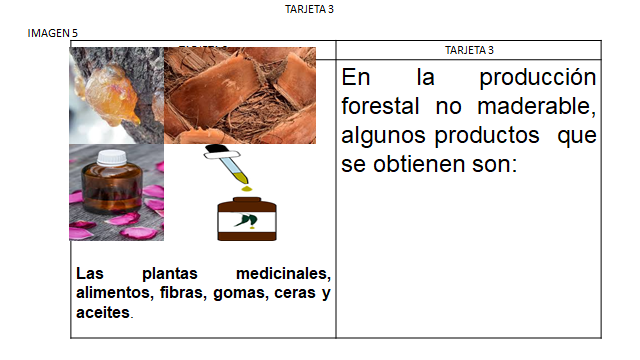 TARJETA 3
IMAGEN 5
TARJETA 3
En la producción
forestal no maderable,
algunos productos que
se obtienen son:
Las plantas medicinales,
alimentos, fibras, gomas, ceras y
aceites.